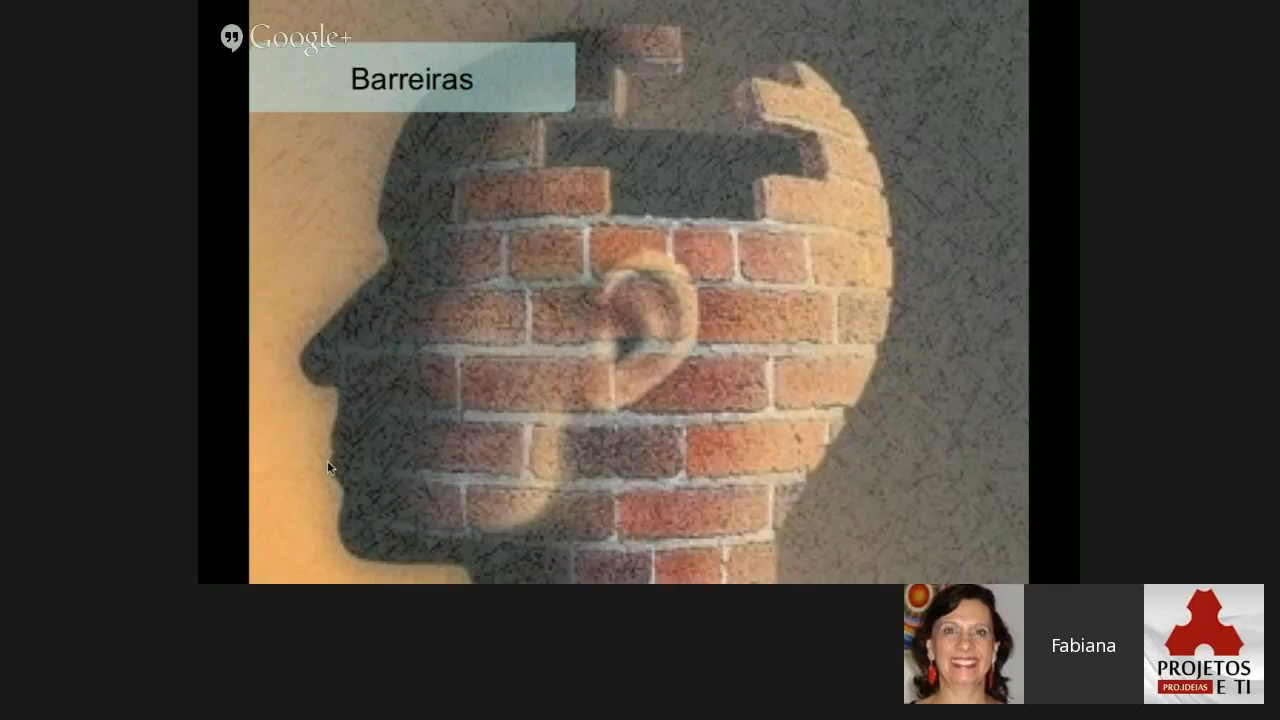 Google+
Barreiras
Fabiana
PROJETOS
PRO.IDEIAS E TI